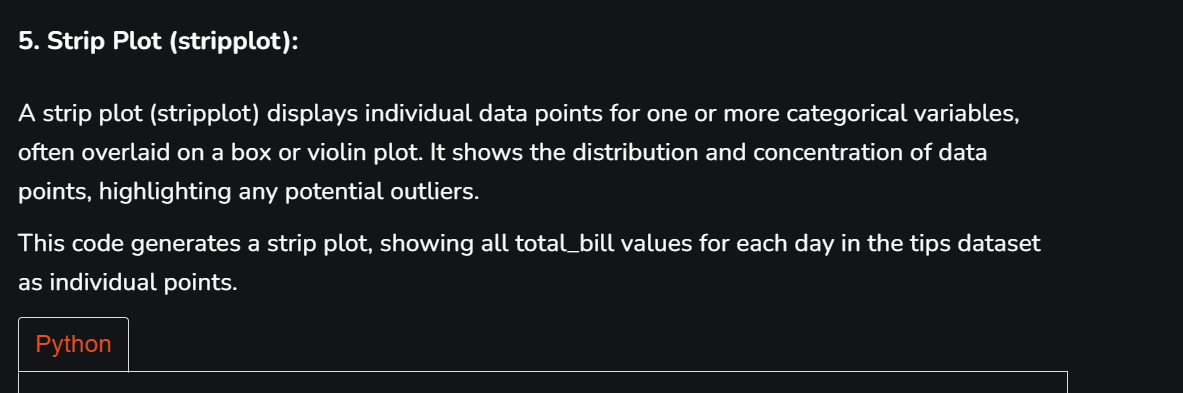 5. Strip Plot (stripplot):
A strip plot (stripplot) displays individual data points for one or more categorical variables,
often overlaid on a box or violin plot. It shows the distribution and concentration of data
points, highlighting any potential outliers.
This code generates a strip plot, showing all total_bill values for each day in the tips dataset
as individual points.
Python